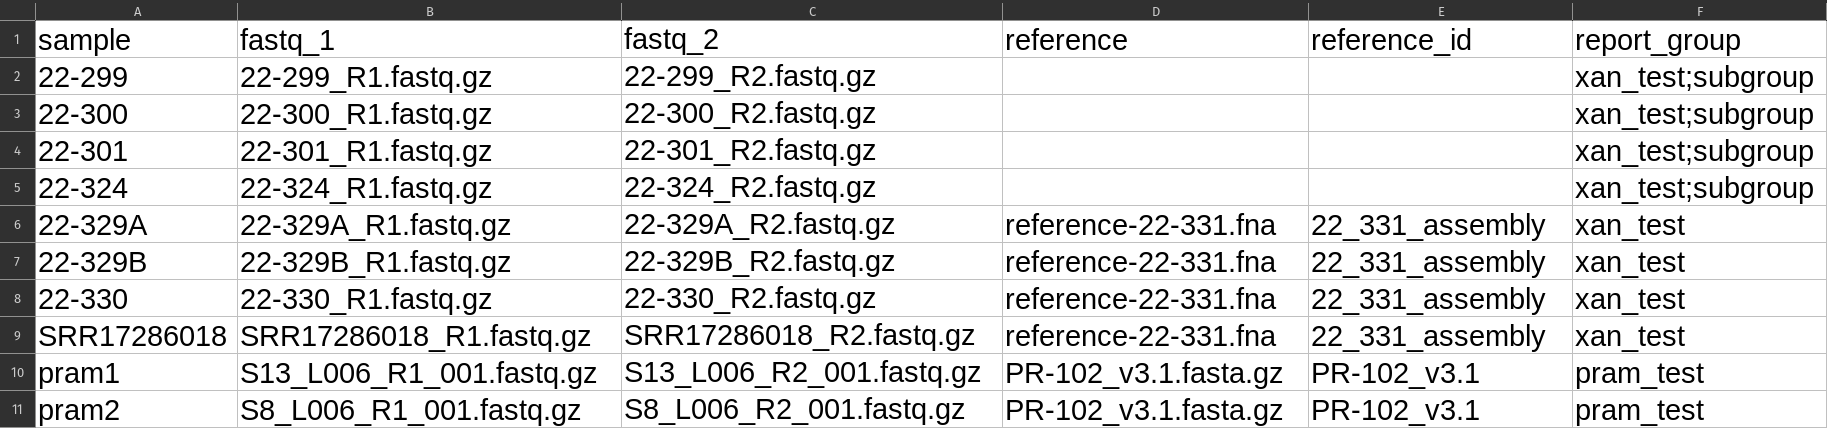 A B C D E F
1 sample fastq_1 fastq_2 reference reference_id report_group
2 22-299 22-299_R1.fastq.gz 22-299_R2.fastq.gz xan_test;subgroup
3 22-300 22-300_R1.fastq.gz 22-300_R2.fastq.gz xan_test;subgroup
4 22-301 22-301_R1.fastq.gz 22-301_R2.fastq.gz xan_test;subgroup
5 22-324 22-324_R1.fastq.gz 22-324_R2.fastq.gz xan_test;subgroup
6 22-329A 22-329A_R1.fastq.gz 22-329A_R2.fastq.gz reference-22-331.fna 22_331_assembly xan_test
7 22-329B 22-329B_R1.fastq.gz 22-329B_R2.fastq.gz reference-22-331.fna 22_331_assembly xan_test
8 22-330 22-330_R1.fastq.gz 22-330_R2.fastq.gz reference-22-331.fna 22_331_assembly xan_test
9 SRR17286018 SRR17286018_R1.fastq.gz SRR17286018_R2.fastq.gz reference-22-331.fna 22_331_assembly xan_test
10 pram1 S13_L006_R1_001.fastq.gz S13_L006_R2_001.fastq.gz PR-102_v3.1.fasta.gz PR-102_v3.1 pram_test
11 pram2 S8_L006_R1_001.fastq.gz S8_L006_R2_001.fastq.gz PR-102_v3.1.fasta.gz PR-102_v3.1 pram_test